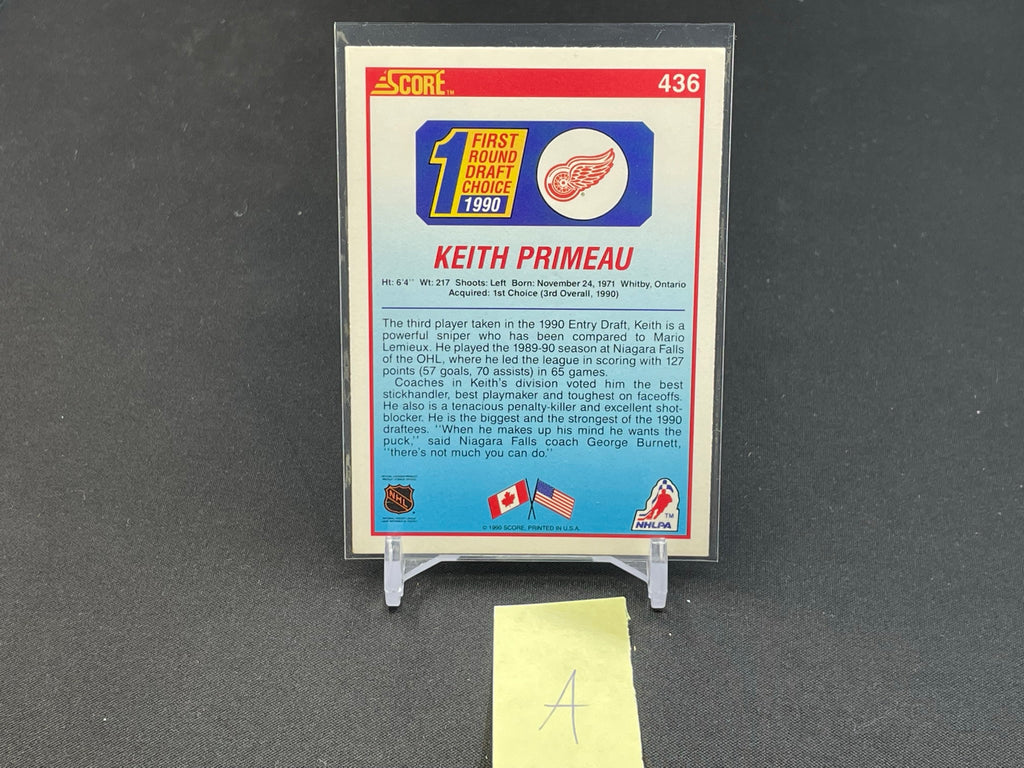 SCORE™
436
1 FIRST
ROUND
DRAFT
CHOICE
1990
KEITH PRIMEAU
Ht: 6'4'' Wt: 217 Shoots: Left Born: November 24, 1971 Whitby, Ontario
Acquired: 1st Choice (3rd Overall, 1990)
The third player taken in the 1990 Entry Draft, Keith is a
powerful sniper who has been compared to Mario
Lemieux. He played the 1989-90 season at Niagara Falls
of the OHL, where he led the league in scoring with 127
points (57 goals, 70 assists) in 65 games.
Coaches in Keith's division voted him the best
stickhandler, best playmaker and toughest on faceoffs.
He also is a tenacious penalty-killer and excellent shot-
blocker. He is the biggest and the strongest of the 1990
draftees. ''When he makes up his mind he wants the
puck,'' said Niagara Falls coach George Burnett,
''there's not much you can do.''
NHL
© 1990 SCORE, PRINTED IN U.S.A.
TM
NHLPA
A